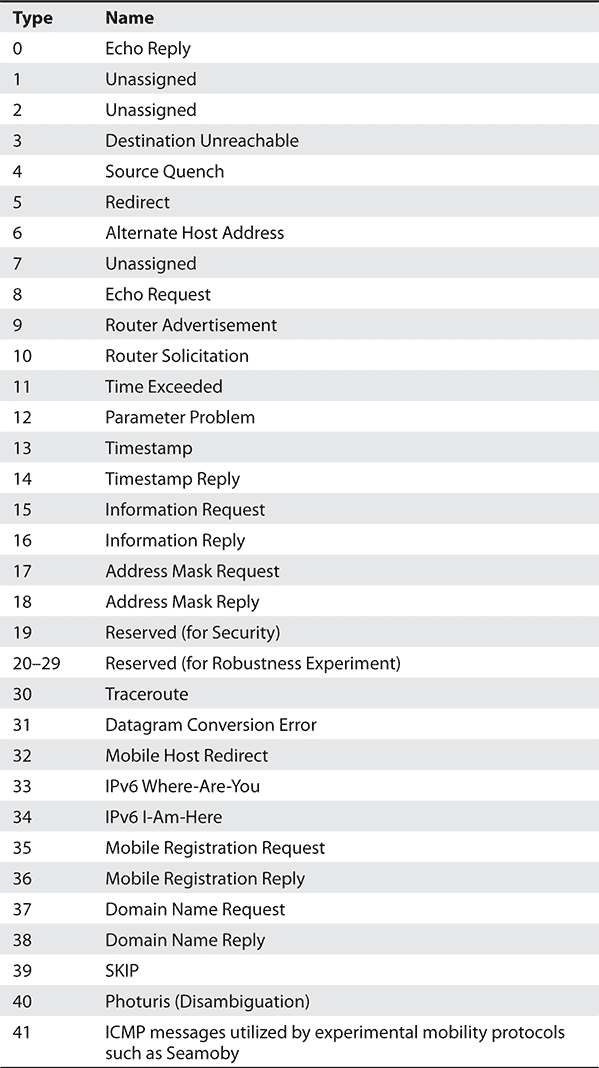 Type Name
0 Echo Reply
1 Unassigned
2 Unassigned
3 Destination Unreachable
4 Source Quench
5 Redirect
6 Alternate Host Address
7 Unassigned
8 Echo Request
9 Router Advertisement
10 Router Solicitation
11 Time Exceeded
12 Parameter Problem
13 Timestamp
14 Timestamp Reply
15 Information Request
16 Information Reply
17 Address Mask Request
18 Address Mask Reply
19 Reserved (for Security)
20–29 Reserved (for Robustness Experiment)
30 Traceroute
31 Datagram Conversion Error
32 Mobile Host Redirect
33 IPv6 Where-Are-You
34 IPv6 I-Am-Here
35 Mobile Registration Request
36 Mobile Registration Reply
37 Domain Name Request
38 Domain Name Reply
39 SKIP
40 Photuris (Disambiguation)
41 ICMP messages utilized by experimental mobility protocols
such as Seamoby